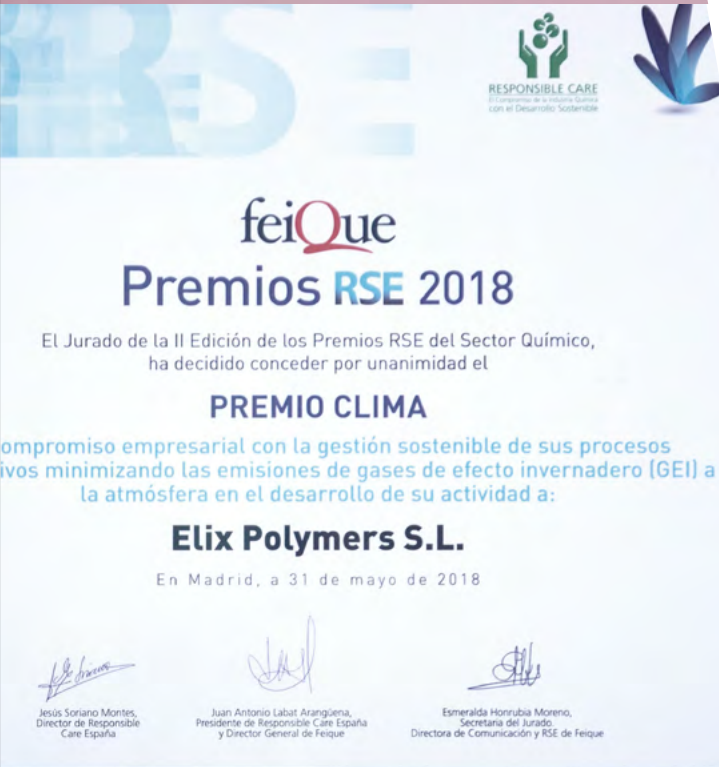 RSE
RESPONSIBLE CARE
El Compromiso de la Industria Química
con el Desarrollo Sostenible
feiQue
Premios RSE 2018
El Jurado de la II Edición de los Premios RSE del Sector Químico,
ha decidido conceder por unanimidad el
PREMIO CLIMA
ompromiso empresarial con la gestión sostenible de sus procesos
ivos minimizando las emisiones de gases de efecto invernadero (GEI) a
la atmósfera en el desarrollo de su actividad a:
Elix Polymers S.L.
En Madrid, a 31 de mayo de 2018
Jesús Soriano Montes,
Director de Responsible
Care España
Juan Antonio Labat Arangüena,
Presidente de Responsible Care España
y Director General de Feique
Esmeralda Honrubia Moreno,
Secretaria del Jurado.
Directora de Comunicación y RSE de Feique